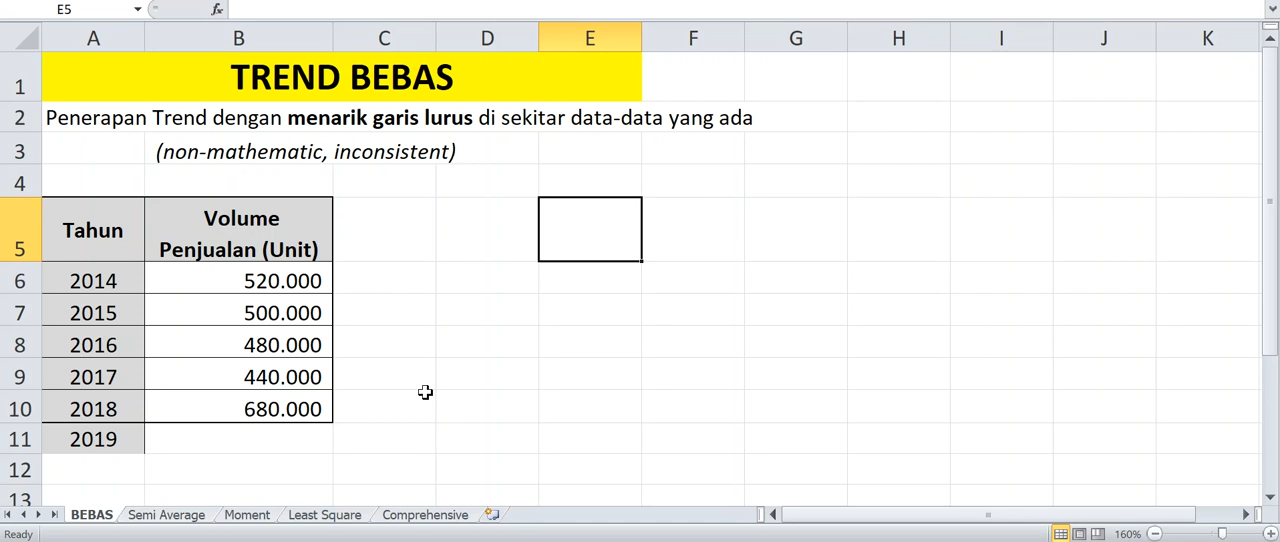 E5
fx
A B C D E F G H I J K
1 TREND BEBAS
2 Penerapan Trend dengan menarik garis lurus di sekitar data-data yang ada
3 (non-mathematic, inconsistent)
4
5 Tahun Volume Penjualan (Unit)
6 2014 520.000
7 2015 500.000
8 2016 480.000
9 2017 440.000
10 2018 680.000
11 2019
12
13
BEBAS Semi Average Moment Least Square Comprehensive
Ready 160%